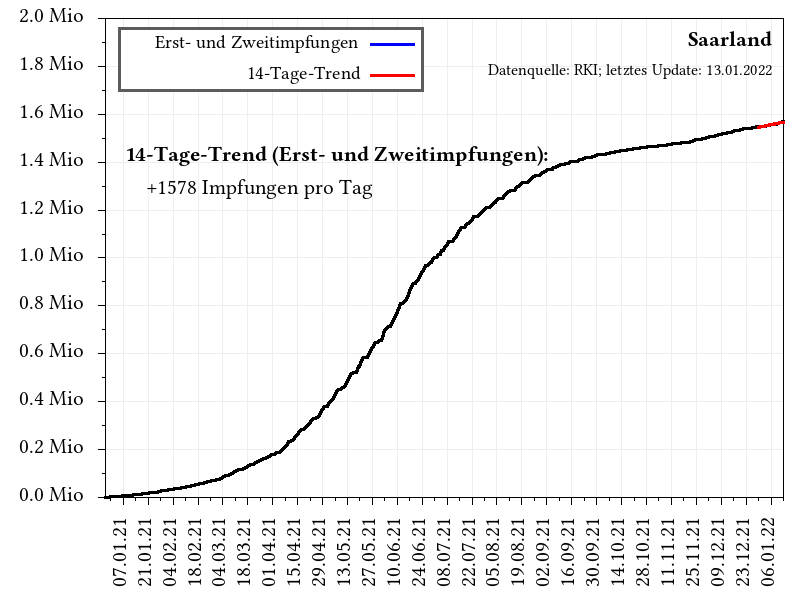 2.0 Mio
1.8 Mio
1.6 Mio
1.4 Mio
1.2 Mio
1.0 Mio
0.8 Mio
0.6 Mio
0.4 Mio
0.2 Mio
0.0 Mio
Erst- und Zweitimpfungen
14-Tage-Trend
Saarland
Datenquelle: RKI; letztes Update: 13.01.2022
14-Tage-Trend (Erst- und Zweitimpfungen):
+1578 Impfungen pro Tag
07.01.21
21.01.21
04.02.21
18.02.21
04.03.21
18.03.21
01.04.21
15.04.21
29.04.21
13.05.21
27.05.21
10.06.21
24.06.21
08.07.21
22.07.21
05.08.21
19.08.21
02.09.21
16.09.21
30.09.21
14.10.21
28.10.21
11.11.21
25.11.21
09.12.21
23.12.21
06.01.22